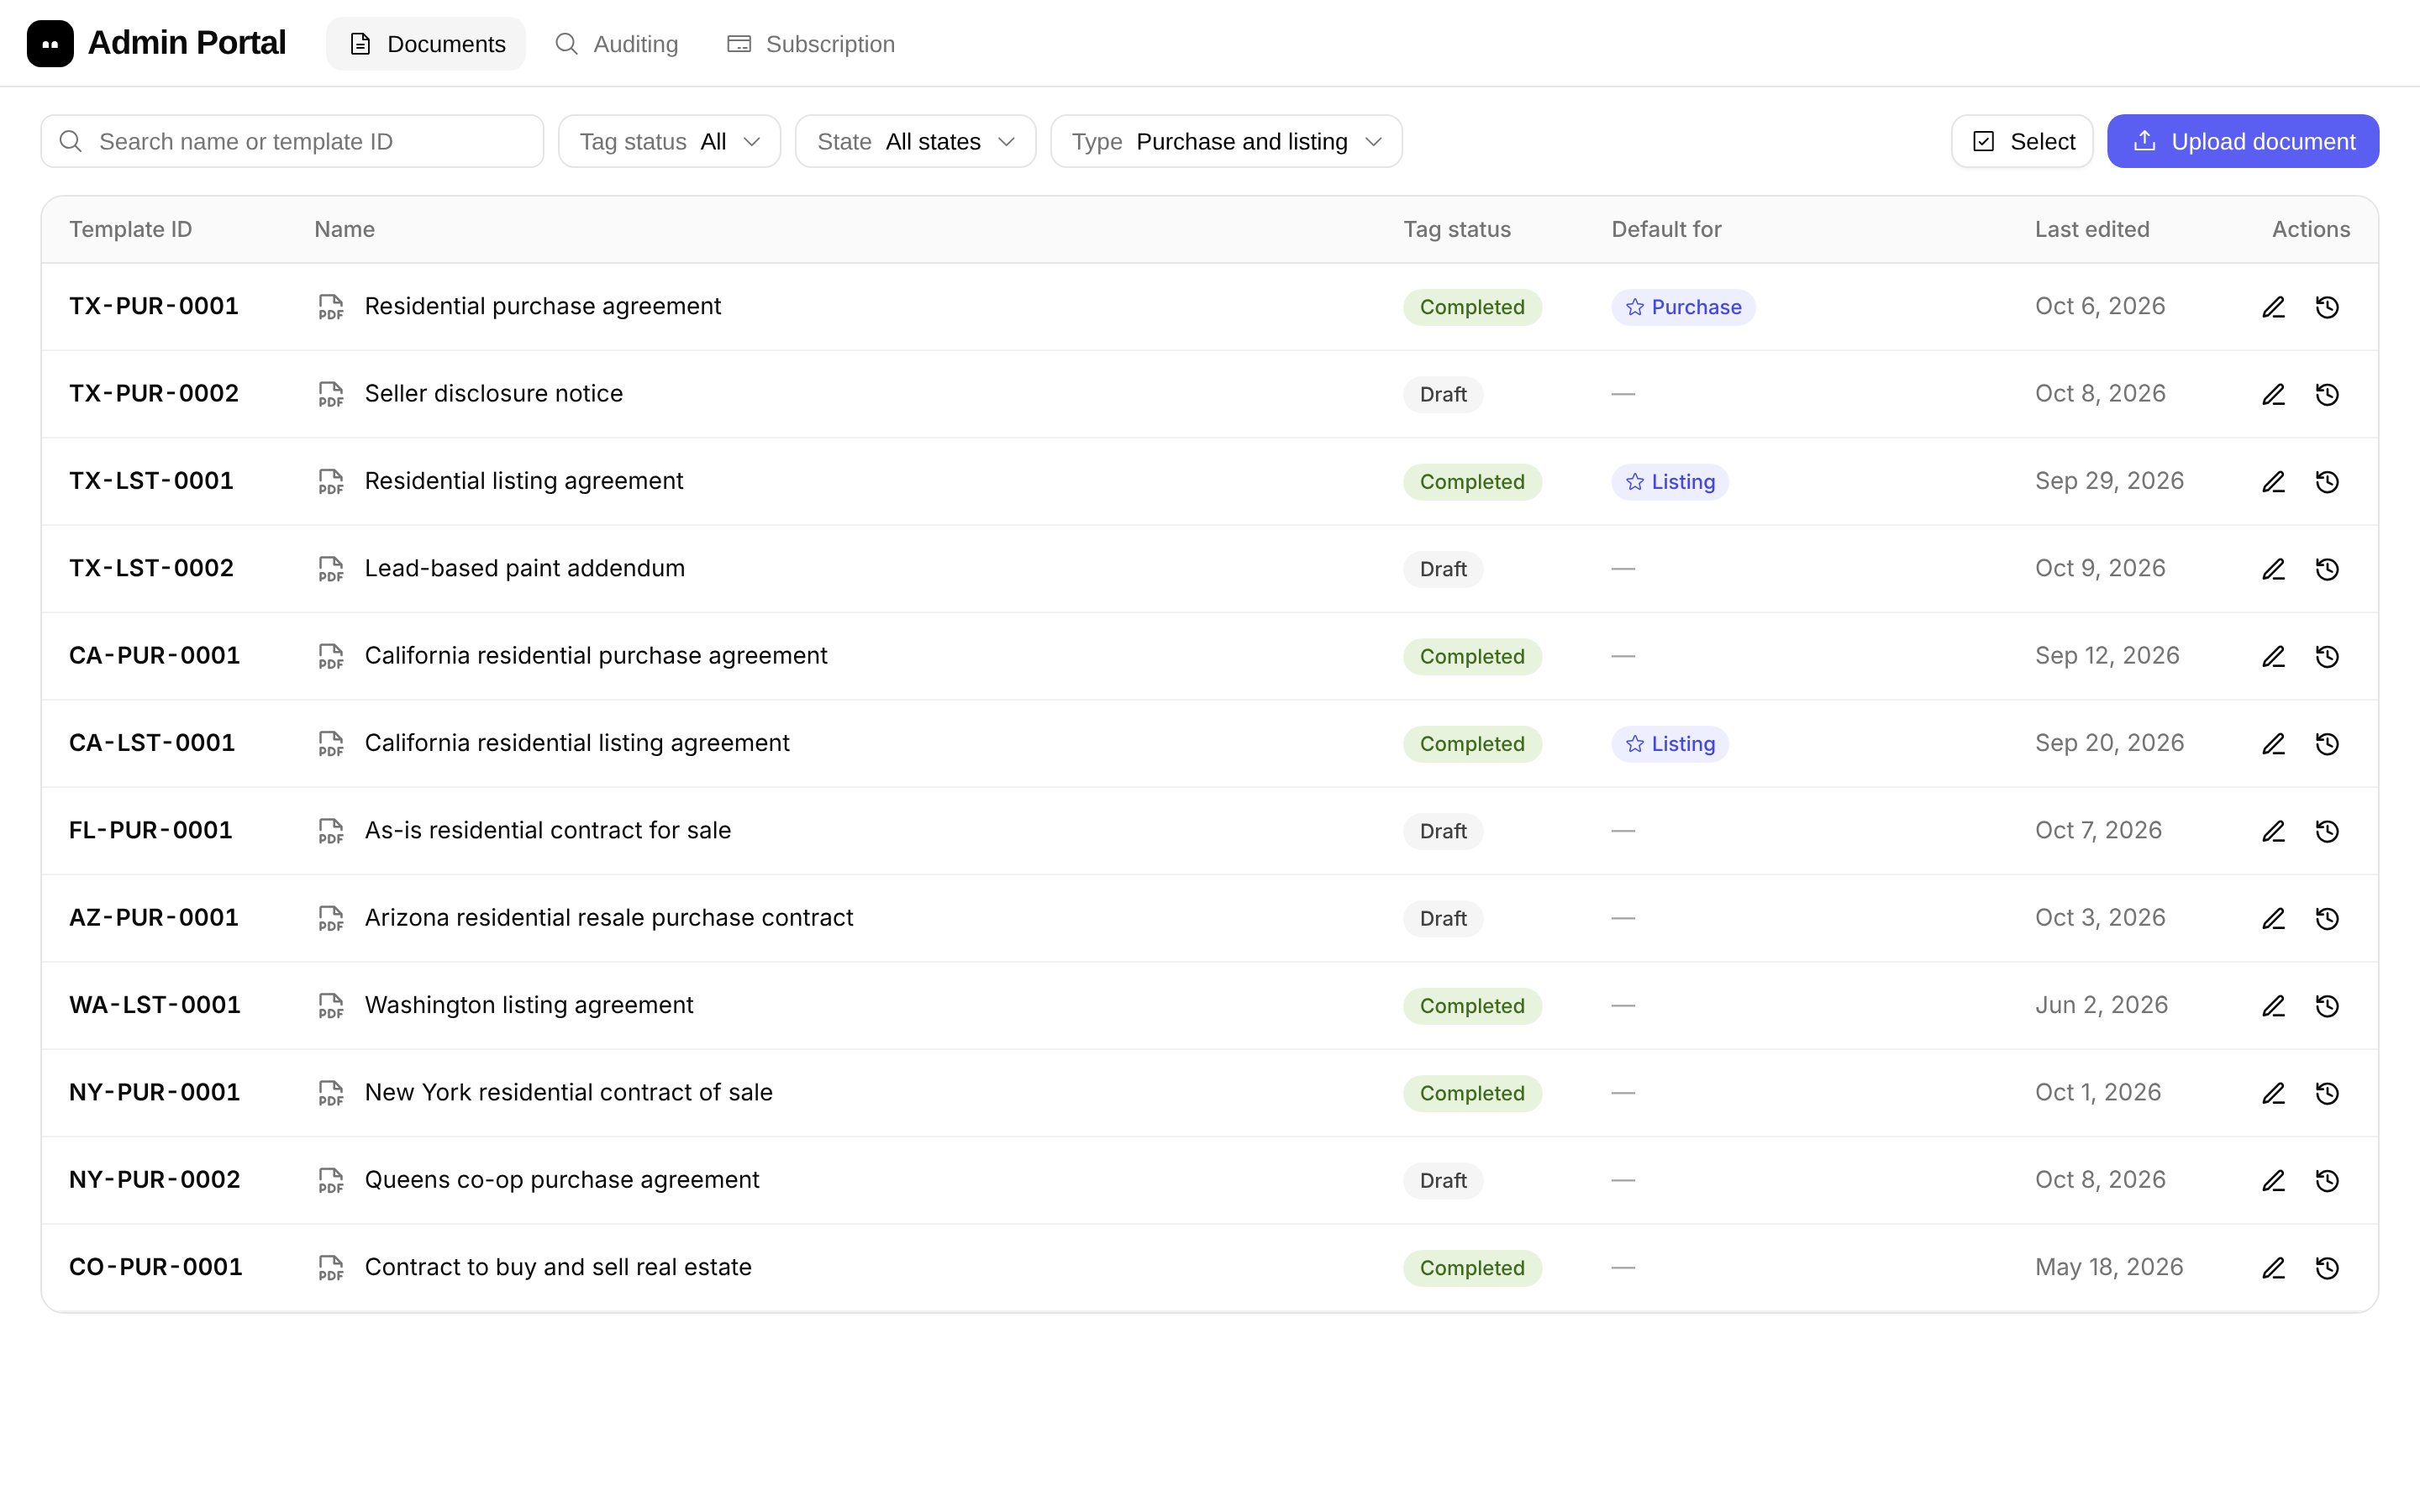 Admin Portal Documents Auditing Subscription
Search name or template ID Tag status All State All states Type Purchase and listing Select Upload document
Template ID Name Tag status Default for Last edited Actions
TX-PUR-0001 PDF Residential purchase agreement Completed Purchase Oct 6, 2026
TX-PUR-0002 PDF Seller disclosure notice Draft — Oct 8, 2026
TX-LST-0001 PDF Residential listing agreement Completed Listing Sep 29, 2026
TX-LST-0002 PDF Lead-based paint addendum Draft — Oct 9, 2026
CA-PUR-0001 PDF California residential purchase agreement Completed — Sep 12, 2026
CA-LST-0001 PDF California residential listing agreement Completed Listing Sep 20, 2026
FL-PUR-0001 PDF As-is residential contract for sale Draft — Oct 7, 2026
AZ-PUR-0001 PDF Arizona residential resale purchase contract Draft — Oct 3, 2026
WA-LST-0001 PDF Washington listing agreement Completed — Jun 2, 2026
NY-PUR-0001 PDF New York residential contract of sale Completed — Oct 1, 2026
NY-PUR-0002 PDF Queens co-op purchase agreement Draft — Oct 8, 2026
CO-PUR-0001 PDF Contract to buy and sell real estate Completed — May 18, 2026